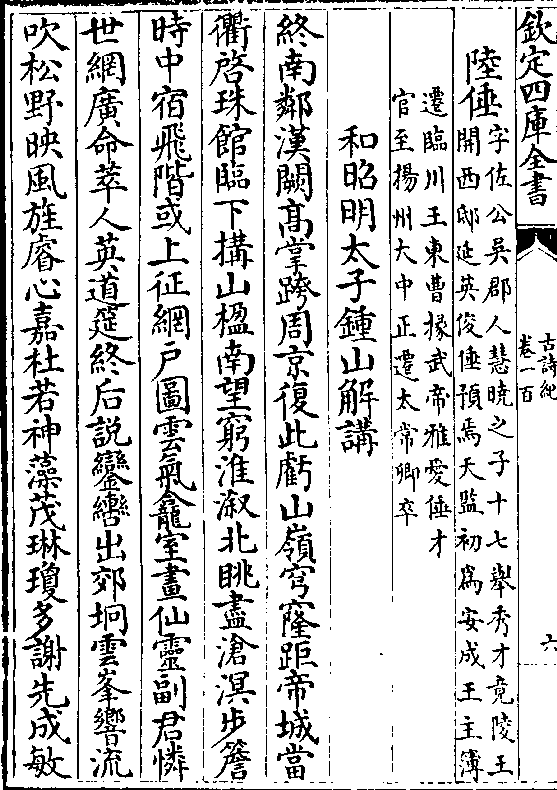 欽定四庫全書
古詩紀
卷一百
六
陸倕字佐公吳郡人慧曉之子十七舉秀才竟陵王
開西邸延英俊倕預焉天監初為安成王主簿
遷臨川王東曹掾武帝雅愛倕才
官至揚州大中正遷太常卿卒
和昭明太子鍾山解講
終南鄰漢闕高掌跨周京復此虧山嶺穹窿距帝城當
衢啓珠館臨下搆山楹南望窮淮溆北眺盡滄溟步簷
時中宿飛階或上征網戶圖雲氣龕室畫仙靈副君憐
世網廣命萃人英道筵終后說鑾轡出郊坰雲峯響流
吹松野映風旌睿心嘉杜若神藻茂琳瓊多謝先成敏